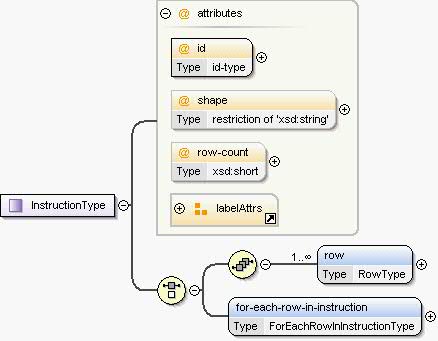 attributes
@ id
Type id-type
@ shape
Type restriction of 'xsd:string'
@ row-count
Type xsd:short
labelAttrs
InstructionType
1..∞
row
Type RowType
for-each-row-in-instruction
Type ForEachRowInInstructionType